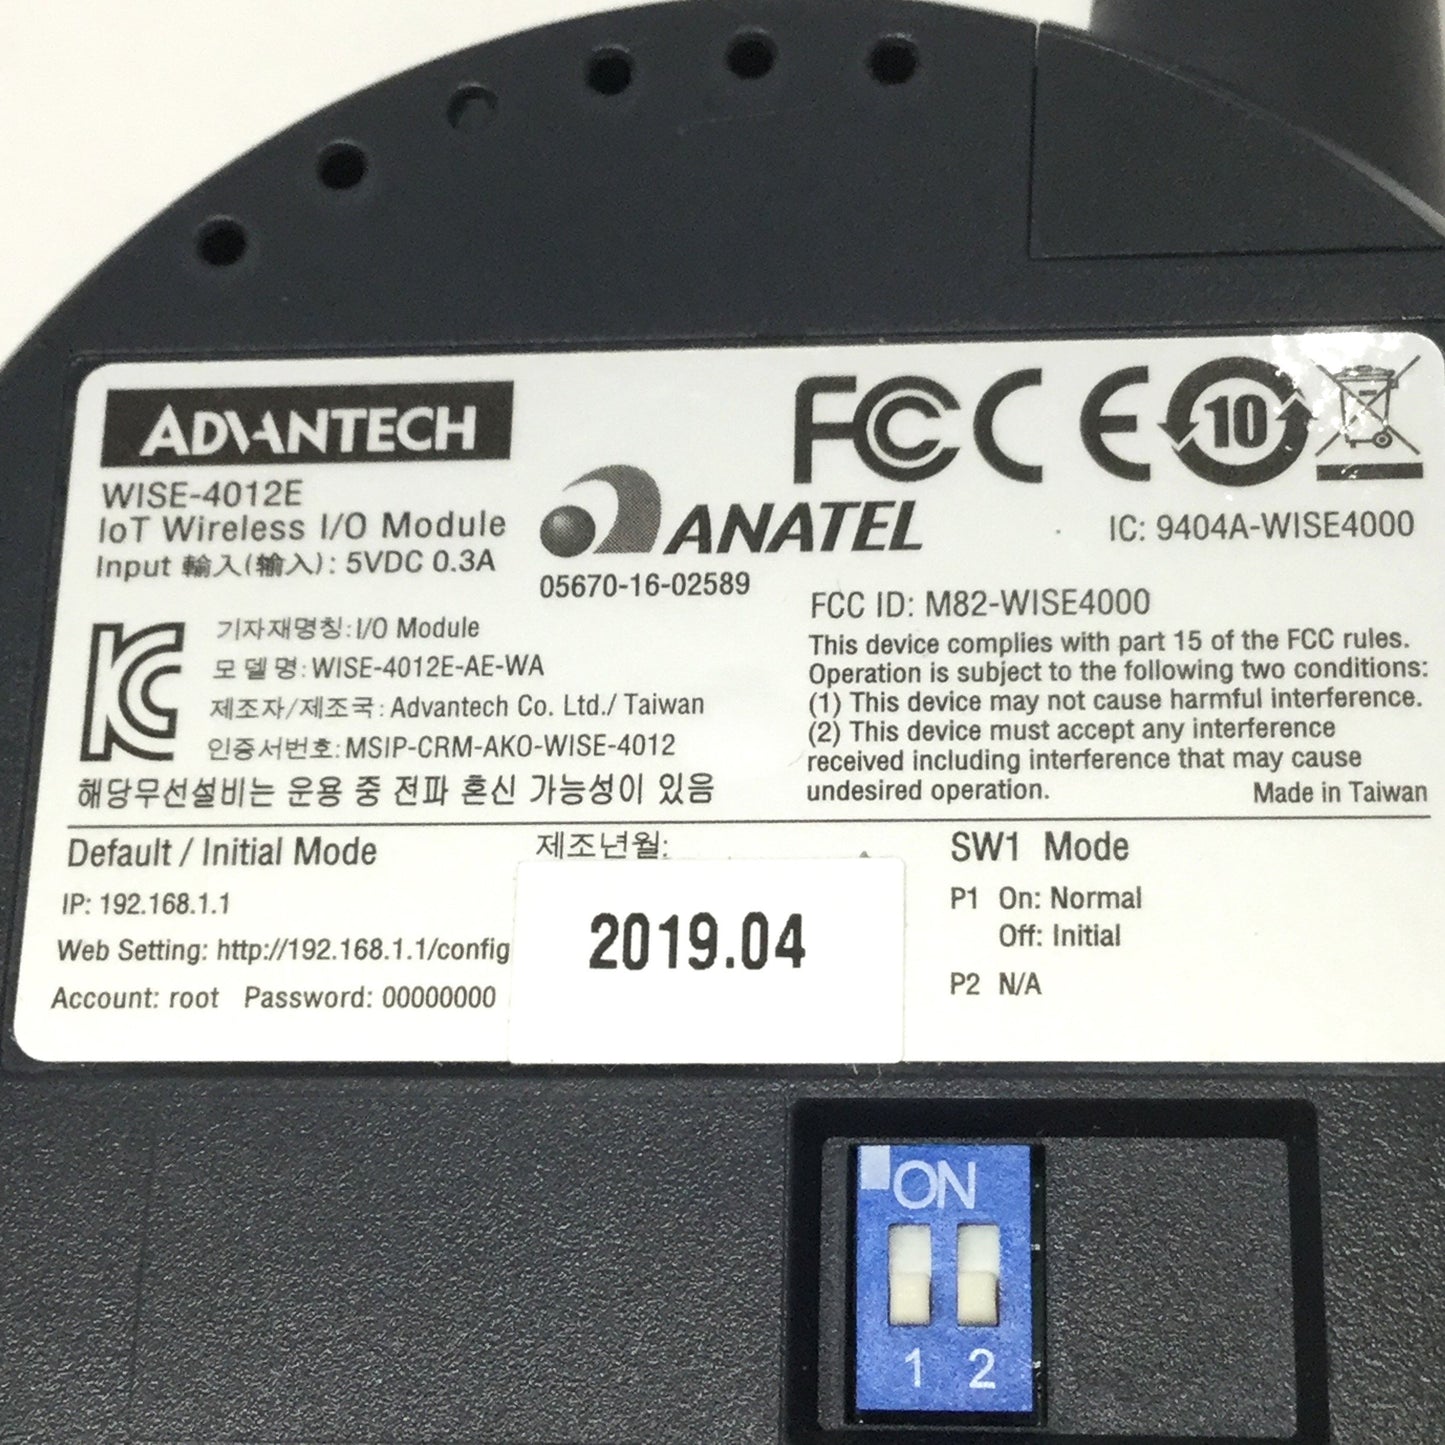 ADVANTECH
FCC CE 10
WISE-4012E
IoT Wireless I/O Module
Input 輸入(输入): 5VDC 0.3A
ANATEL
05670-16-02589
IC: 9404A-WISE4000
FCC ID: M82-WISE4000
This device complies with part 15 of the FCC rules.
Operation is subject to the following two conditions:
(1) This device may not cause harmful interference.
(2) This device must accept any interference
received including interference that may cause
undesired operation.
Made in Taiwan
KC
기자재명칭: I/O Module
모 델 명: WISE-4012E-AE-WA
제조자/제조국: Advantech Co. Ltd./ Taiwan
인증서번호: MSIP-CRM-AKO-WISE-4012
해당무선설비는 운용 중 전파 혼신 가능성이 있음
Default / Initial Mode
IP: 192.168.1.1
Web Setting: http://192.168.1.1/config
Account: root Password: 00000000
제조년월:
2019.04
SW1 Mode
P1 On: Normal
Off: Initial
P2 N/A
ON
1 2